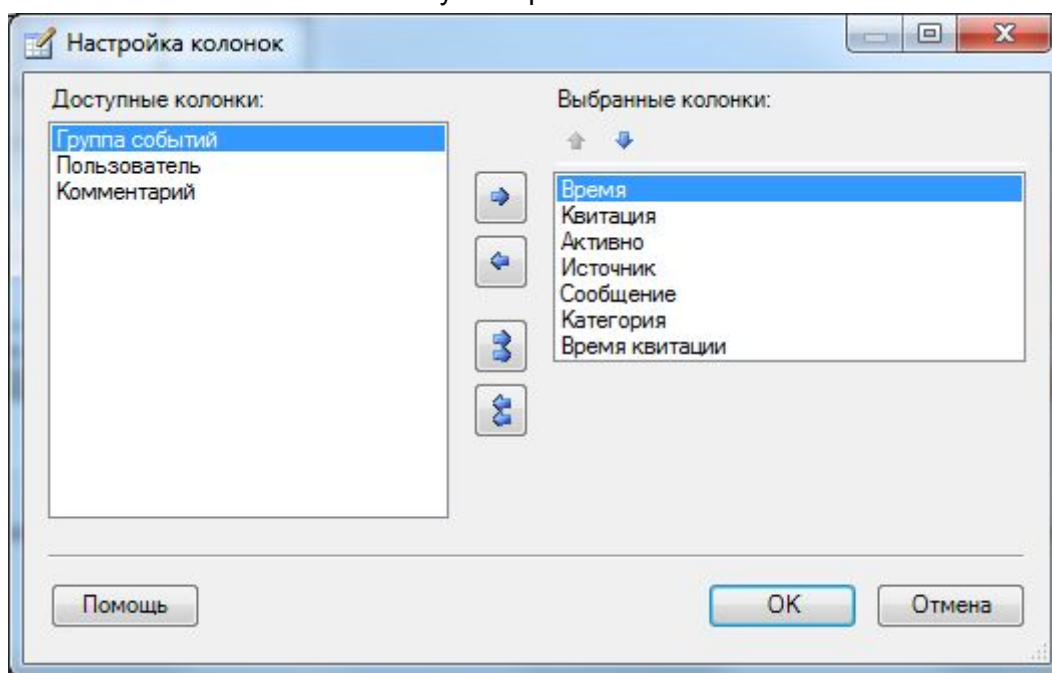 Настройка колонок
Доступные колонки:
Группа событий
Пользователь
Комментарий
Выбранные колонки:
Время
Квитация
Активно
Источник
Сообщение
Категория
Время квитации
Помощь
OK
Отмена